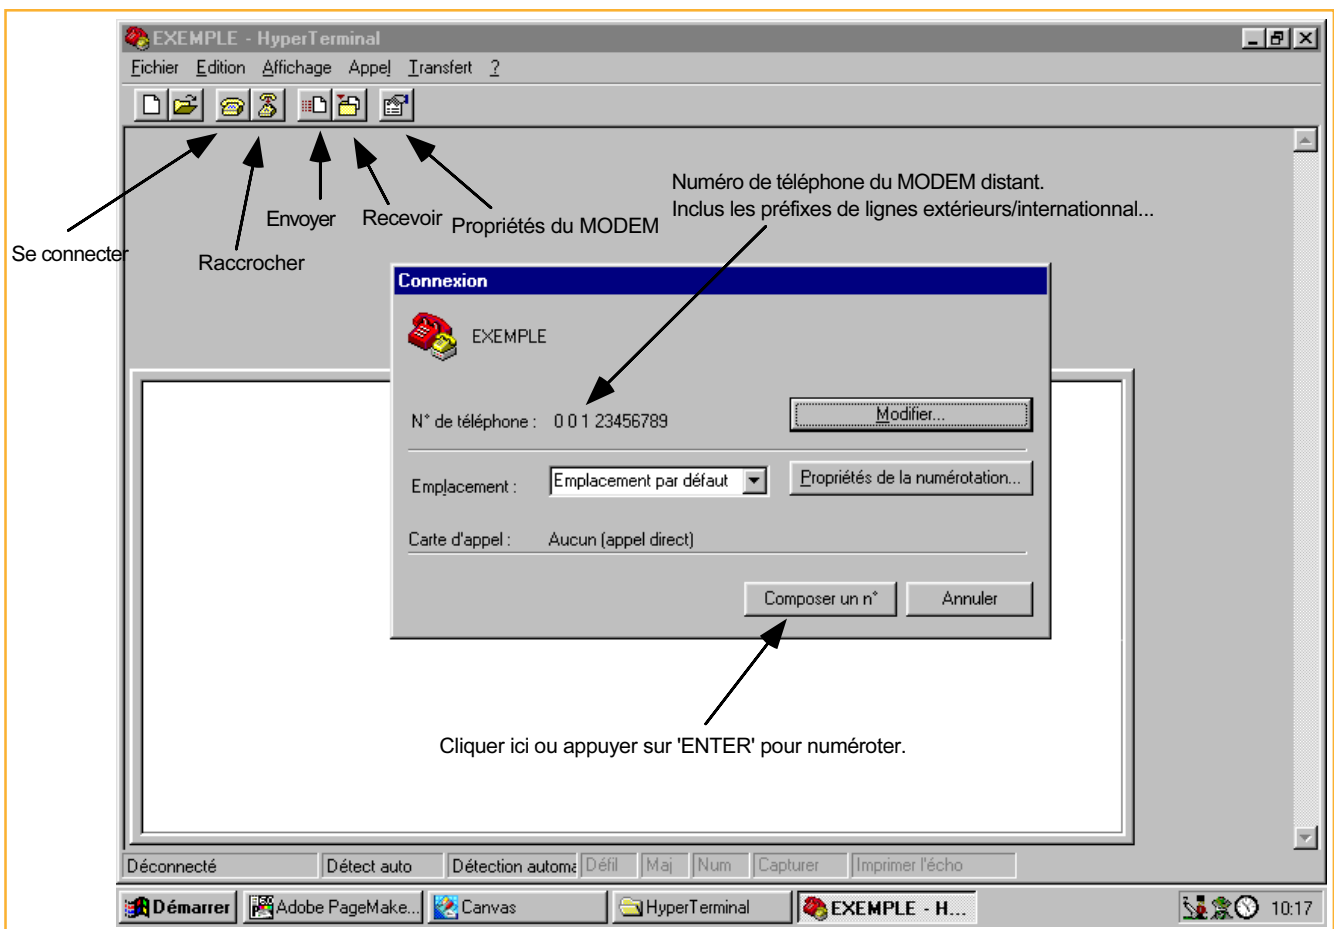 EXEMPLE - HyperTerminal
Fichier Edition Affichage Appel Transfert ?
Numéro de téléphone du MODEM distant.
Inclus les préfixes de lignes extérieurs/internationnal...
Envoyer
Recevoir
Propriétés du MODEM
Se connecter
Raccrocher
Connexion
EXEMPLE
N° de téléphone : 0 0 1 23456789
Modifier...
Emplacement : Emplacement par défaut
Propriétés de la numérotation...
Carte d'appel : Aucun (appel direct)
Composer un n° Annuler
Cliquer ici ou appuyer sur 'ENTER' pour numéroter.
Déconnecté Détect auto Détection automa Défil Maj Num Capturer Imprimer l'écho
Démarrer Adobe PageMake... Canvas HyperTerminal EXEMPLE - H... 10:17